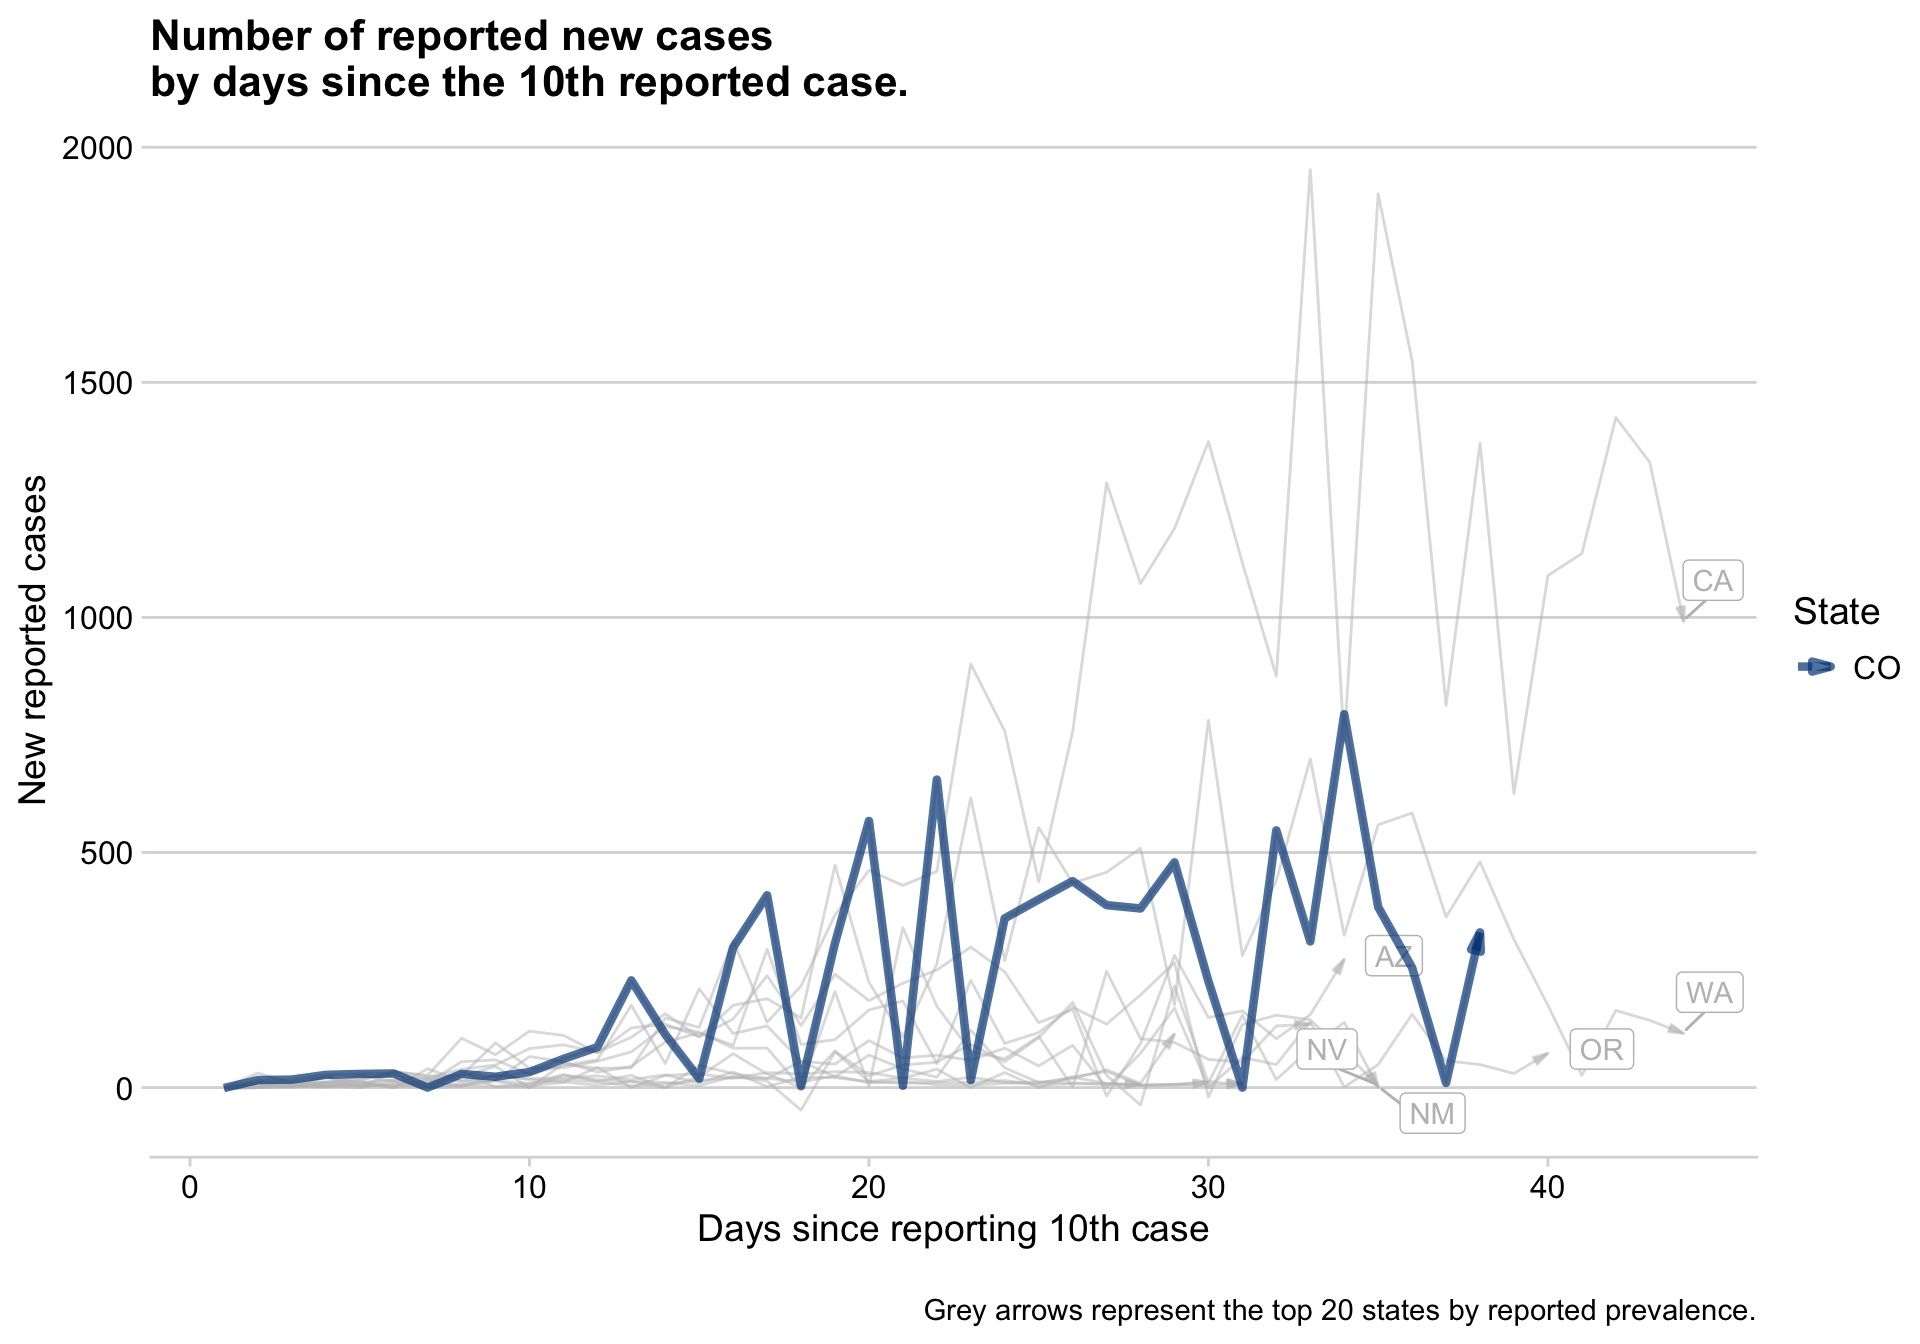 Number of reported new cases
by days since the 10th reported case.
2000
1500
1000
500
0
New reported cases
CA
AZ
WA
NV
OR
NM
State
CO
0 10 20 30 40
Days since reporting 10th case
Grey arrows represent the top 20 states by reported prevalence.